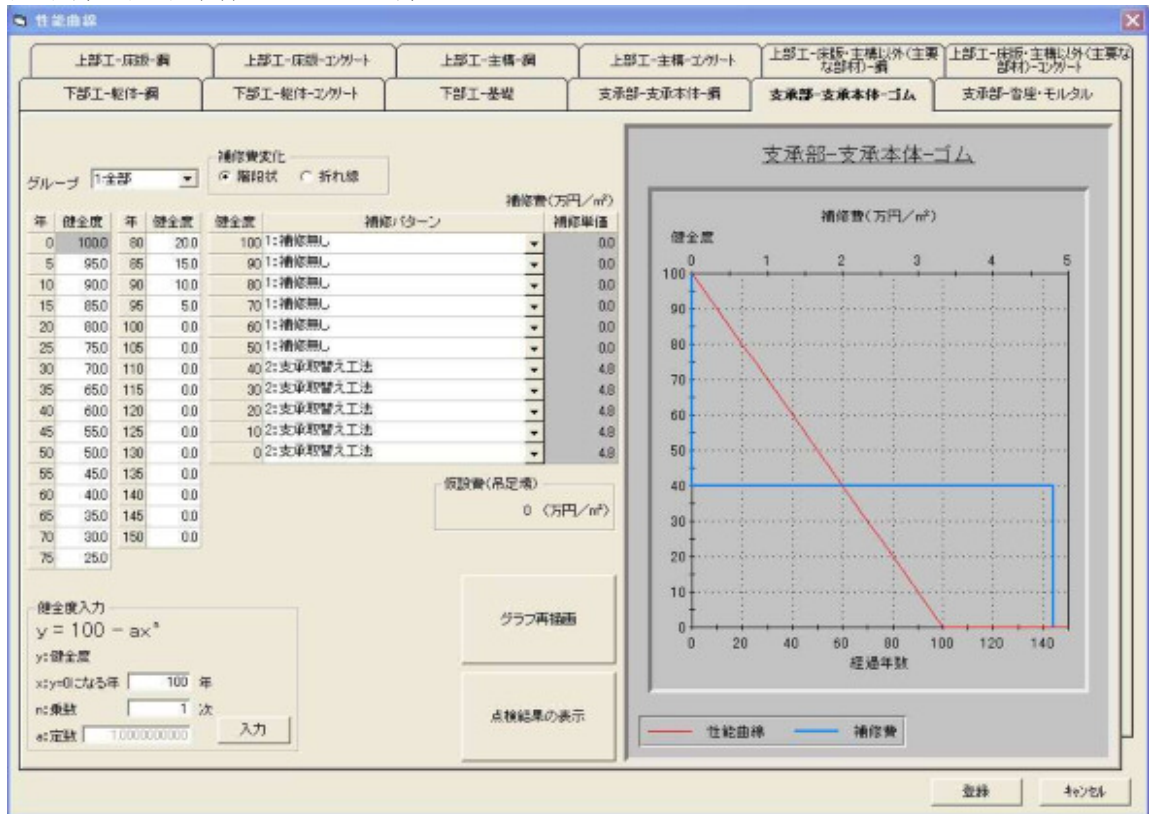 性能曲線
上部工-床版-鋼 上部工-床版-コンクリート 上部工-主構-鋼 上部工-主構-コンクリート 上部工-床版・主構以外(主要な部材)-鋼 上部工-床版・主構以外(主要な部材)-コンクリート
下部工-躯体-鋼 下部工-躯体-コンクリート 下部工-基礎 支承部-支承本体-鋼 支承部-支承本体-ゴム 支承部-沓座・モルタル
グループ 1:全部
補修費変化
階段状 折れ線
補修費(万円/㎡)
年 健全度 年 健全度 健全度 補修パターン 補修単価
0 100.0 80 20.0 100 1:補修無し 0.0
5 95.0 85 15.0 90 1:補修無し 0.0
10 90.0 90 10.0 80 1:補修無し 0.0
15 85.0 95 5.0 70 1:補修無し 0.0
20 80.0 100 0.0 60 1:補修無し 0.0
25 75.0 105 0.0 50 1:補修無し 0.0
30 70.0 110 0.0 40 2:支承取替え工法 4.8
35 65.0 115 0.0 30 2:支承取替え工法 4.8
40 60.0 120 0.0 20 2:支承取替え工法 4.8
45 55.0 125 0.0 10 2:支承取替え工法 4.8
50 50.0 130 0.0 0 2:支承取替え工法 4.8
55 45.0 135 0.0
60 40.0 140 0.0
65 35.0 145 0.0
70 30.0 150 0.0
75 25.0
仮設費(吊足場)
0 (万円/㎡)
健全度入力
y = 100 - ax
y:健全度
x:y=0になる年 100 年
n:乗数 1 次
a:定数 1.0000000000
入力
グラフ再描画
点検結果の表示
支承部-支承本体-ゴム
補修費(万円/㎡)
健全度
0 1 2 3 4 5
100
90
80
70
60
50
40
30
20
10
0
0 20 40 60 80 100 120 140
経過年数
性能曲線 補修費
登録 キャンセル